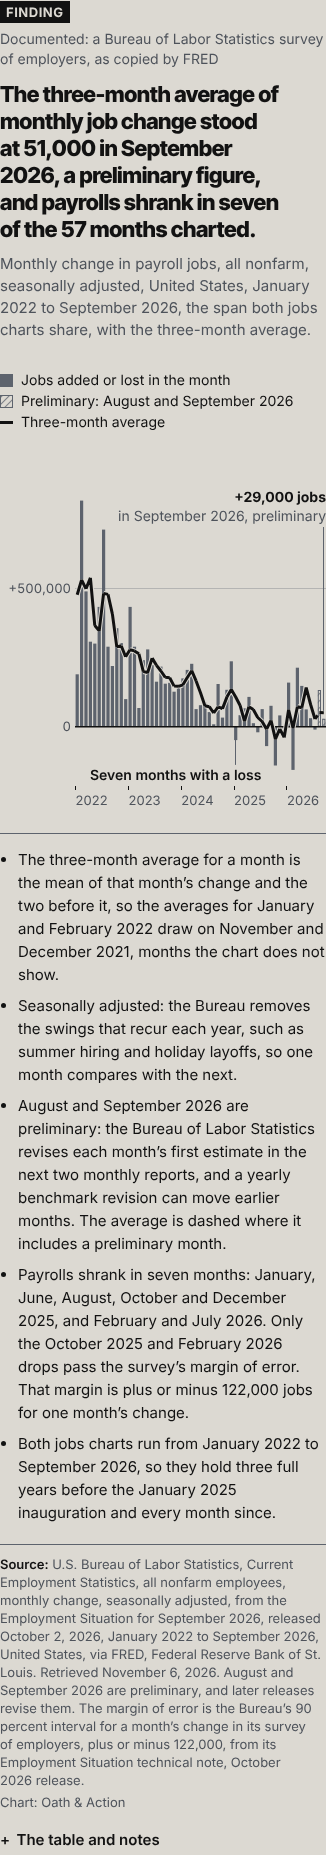 FINDING
Documented: a Bureau of Labor Statistics survey
of employers, as copied by FRED
The three-month average of
monthly job change stood
at 51,000 in September
2026, a preliminary figure,
and payrolls shrank in seven
of the 57 months charted.
Monthly change in payroll jobs, all nonfarm,
seasonally adjusted, United States, January
2022 to September 2026, the span both jobs
charts share, with the three-month average.
Jobs added or lost in the month
Preliminary: August and September 2026
Three-month average
+29,000 jobs
in September 2026, preliminary
+500,000
0
Seven months with a loss
2022 2023 2024 2025 2026
• The three-month average for a month is
the mean of that month’s change and the
two before it, so the averages for January
and February 2022 draw on November and
December 2021, months the chart does not
show.
• Seasonally adjusted: the Bureau removes
the swings that recur each year, such as
summer hiring and holiday layoffs, so one
month compares with the next.
• August and September 2026 are
preliminary: the Bureau of Labor Statistics
revises each month’s first estimate in the
next two monthly reports, and a yearly
benchmark revision can move earlier
months. The average is dashed where it
includes a preliminary month.
• Payrolls shrank in seven months: January,
June, August, October and December
2025, and February and July 2026. Only
the October 2025 and February 2026
drops pass the survey’s margin of error.
That margin is plus or minus 122,000 jobs
for one month’s change.
• Both jobs charts run from January 2022 to
September 2026, so they hold three full
years before the January 2025
inauguration and every month since.
Source: U.S. Bureau of Labor Statistics, Current
Employment Statistics, all nonfarm employees,
monthly change, seasonally adjusted, from the
Employment Situation for September 2026, released
October 2, 2026, January 2022 to September 2026,
United States, via FRED, Federal Reserve Bank of St.
Louis. Retrieved November 6, 2026. August and
September 2026 are preliminary, and later releases
revise them. The margin of error is the Bureau’s 90
percent interval for a month’s change in its survey
of employers, plus or minus 122,000, from its
Employment Situation technical note, October
2026 release.
Chart: Oath & Action
+ The table and notes